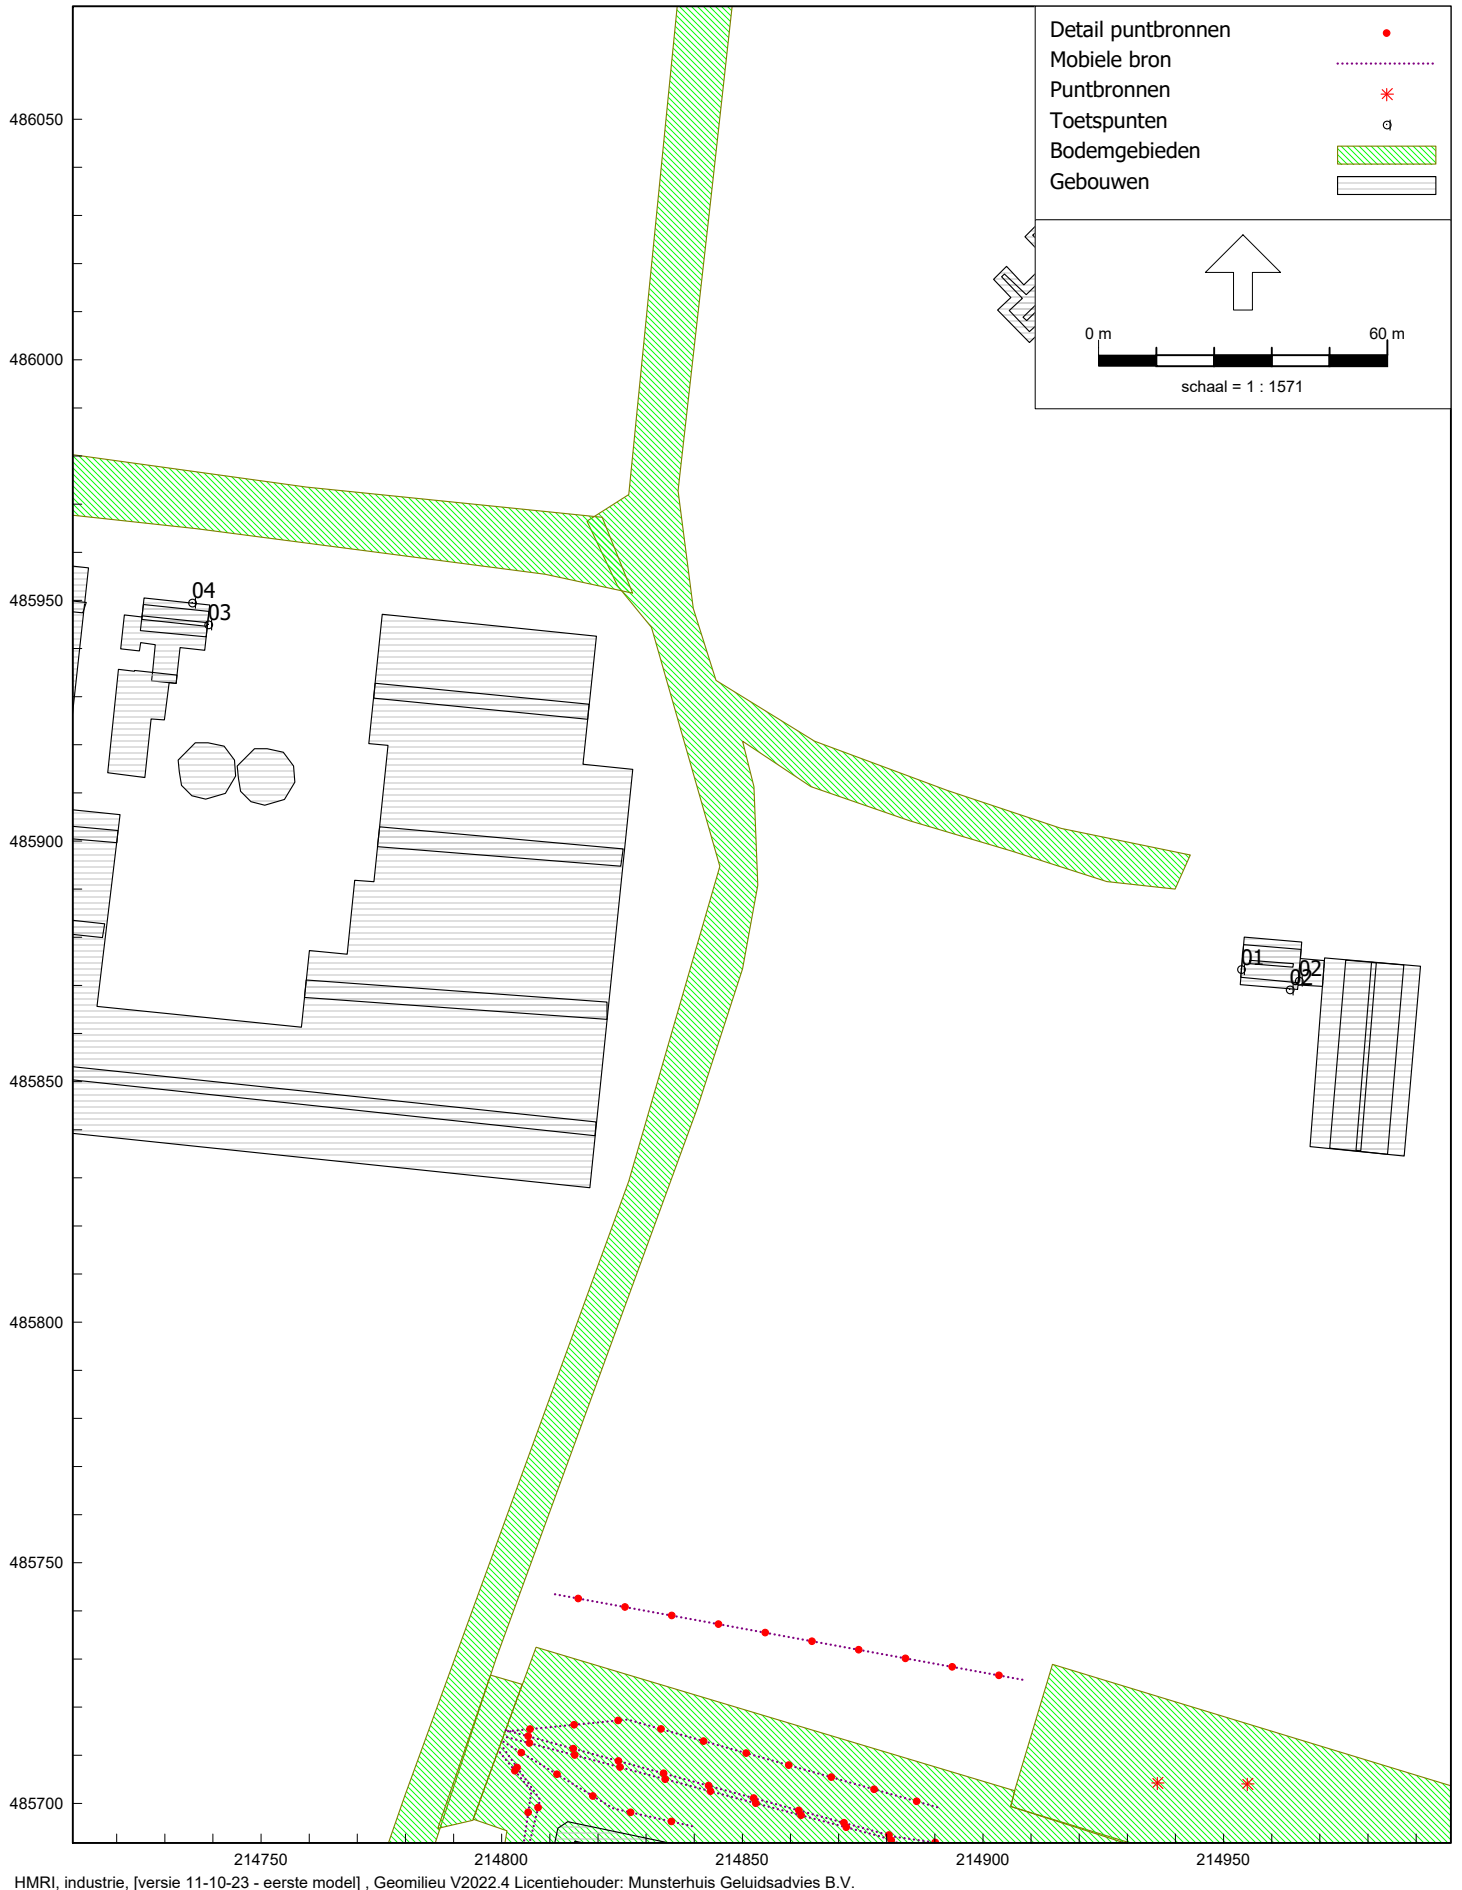 Detail puntbronnen
Mobiele bron
Puntbronnen
Toetspunten
Bodemgebieden
Gebouwen
0 m 60 m
schaal = 1 : 1571
486050
486000
485950
485900
485850
485800
485750
485700
04
03
01
02
02
214750 214800 214850 214900 214950
HMRI, industrie, [versie 11-10-23 - eerste model] , Geomilieu V2022.4 Licentiehouder: Munsterhuis Geluidsadvies B.V.